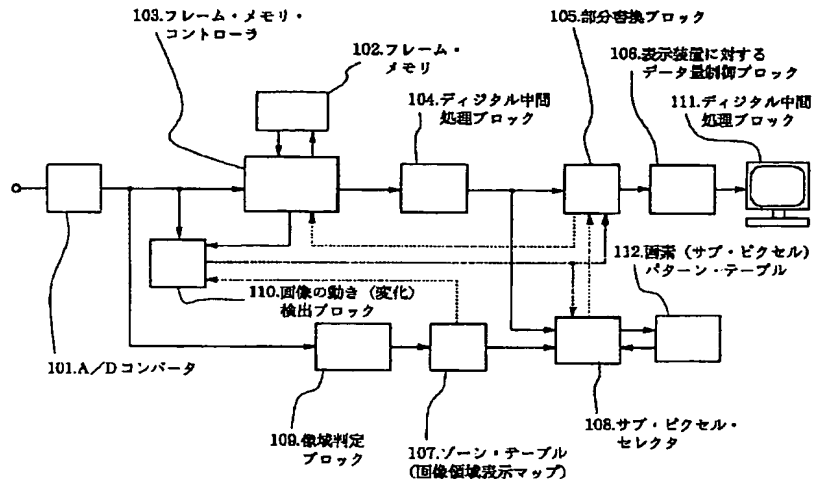 103.フレーム・メモリ・
コントローラ
102.フレーム・
メモリ
104.ディジタル中間
処理ブロック
105.部分替換ブロック
106.表示装置に対する
データ量制御ブロック
111.ディジタル中間
処理ブロック
112.画素(サブ・ピクセル)
パターン・テーブル
110.画像の動き(変化)
検出ブロック
101.A/Dコンバータ
109.像域判定
ブロック
107.ゾーン・テーブル
(画像領域表示マップ)
108.サブ・ピクセル・
セレクタ